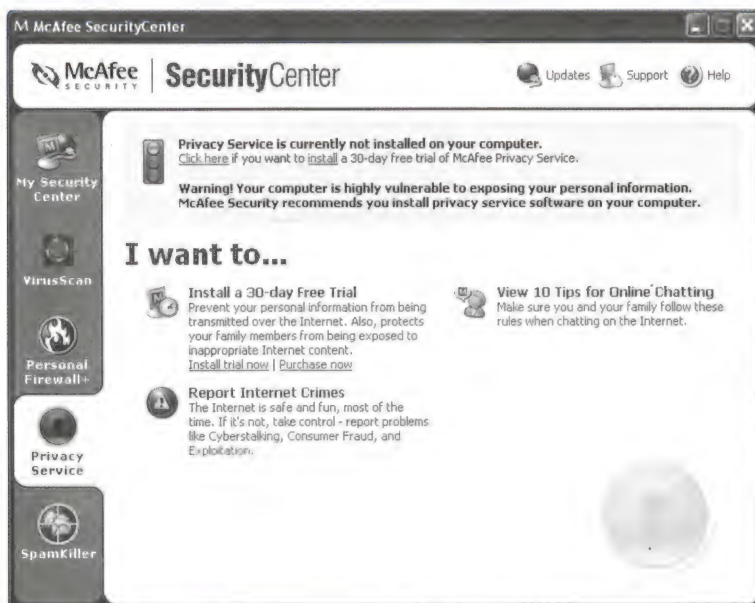 McAfee SecurityCenter
McAfee SECURITY | SecurityCenter
Updates Support Help
My Security
Center
VirusScan
Personal
Firewall+
Privacy
Service
SpamKiller
Privacy Service is currently not installed on your computer.
Click here if you want to install a 30-day free trial of McAfee Privacy Service.
Warning! Your computer is highly vulnerable to exposing your personal information.
McAfee Security recommends you install privacy service software on your computer.
I want to...
Install a 30-day Free Trial
Prevent your personal information from being
transmitted over the Internet. Also, protects
your family members from being exposed to
inappropriate Internet content.
Install trial now | Purchase now
Report Internet Crimes
The Internet is safe and fun, most of the
time. If it's not, take control - report problems
like Cyberstalking, Consumer Fraud, and
Exploitation.
View 10 Tips for Online Chatting
Make sure you and your family follow these
rules when chatting on the Internet.